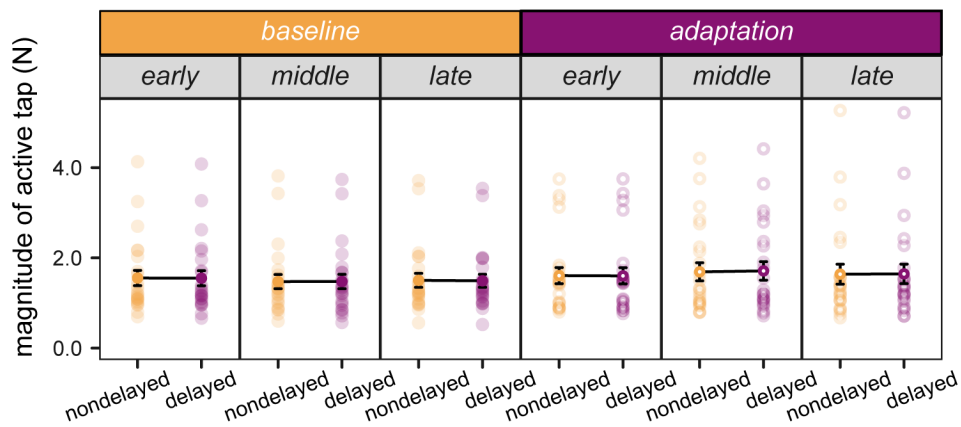 baseline adaptation
early middle late early middle late
magnitude of active tap (N)
4.0
2.0
0.0
nondelayed delayed nondelayed delayed nondelayed delayed nondelayed delayed nondelayed delayed nondelayed delayed